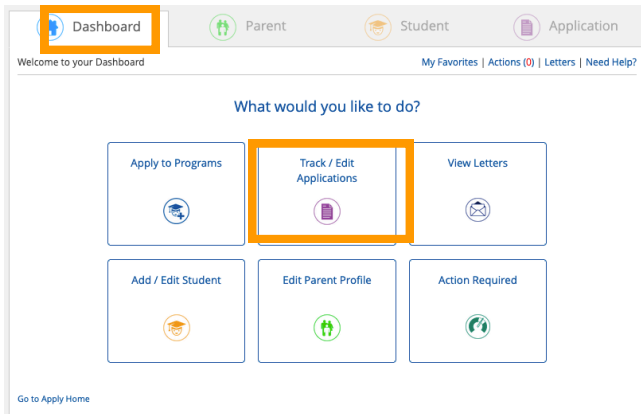 Dashboard
Parent
Student
Application
Welcome to your Dashboard
My Favorites | Actions (0) | Letters | Need Help?
What would you like to do?
Apply to Programs
Track / Edit
Applications
View Letters
Add / Edit Student
Edit Parent Profile
Action Required
Go to Apply Home